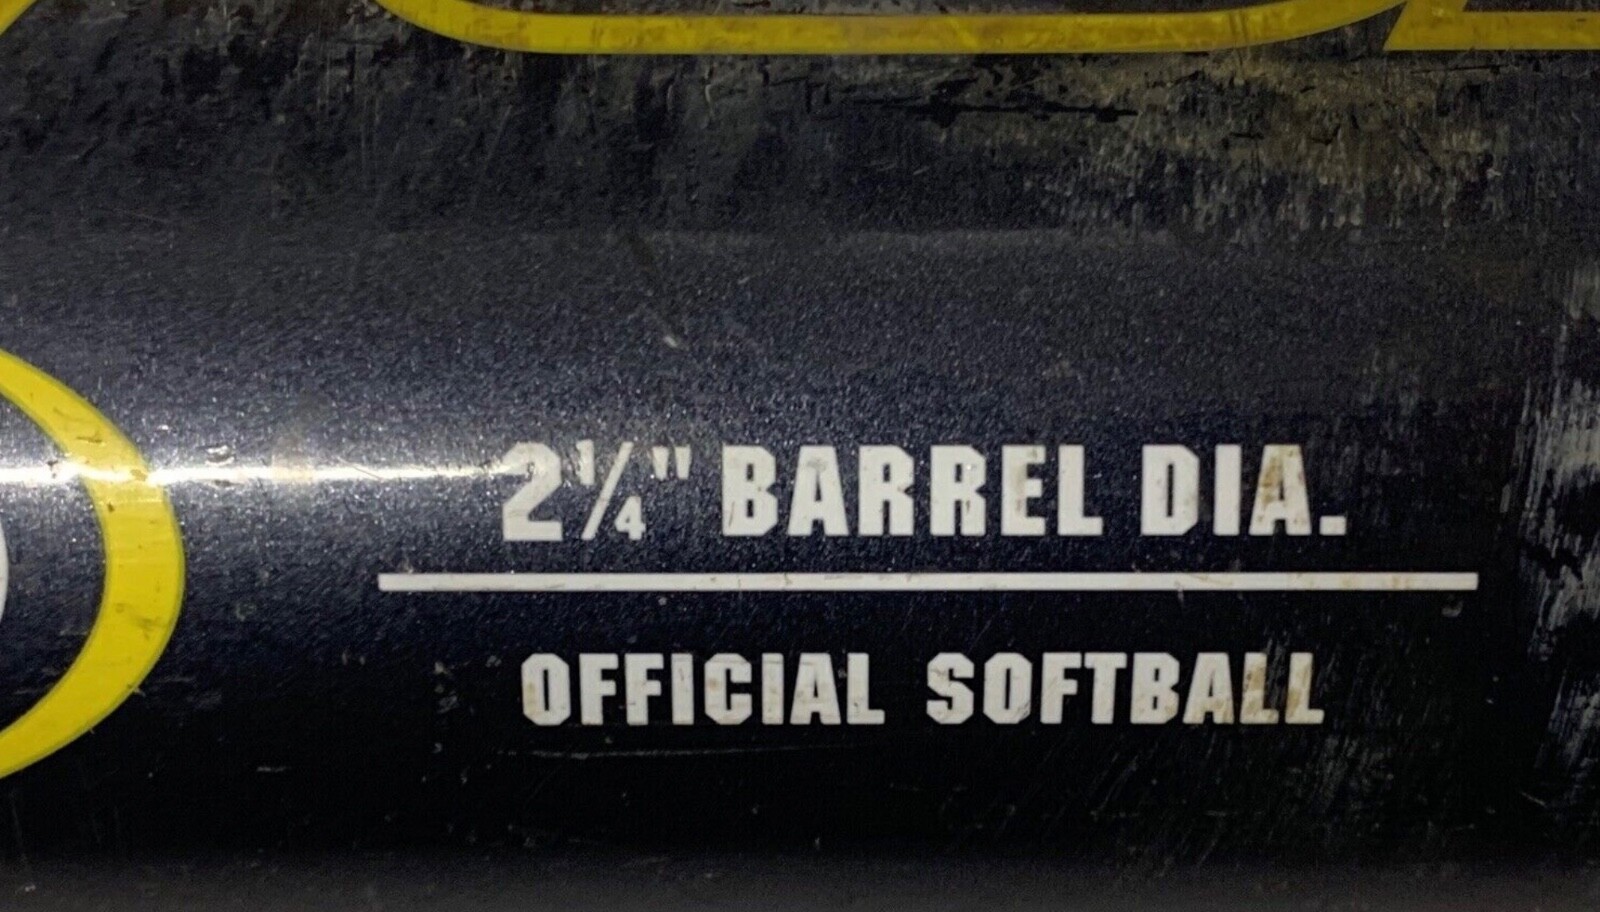 2¼" BARREL DIA.
OFFICIAL SOFTBALL